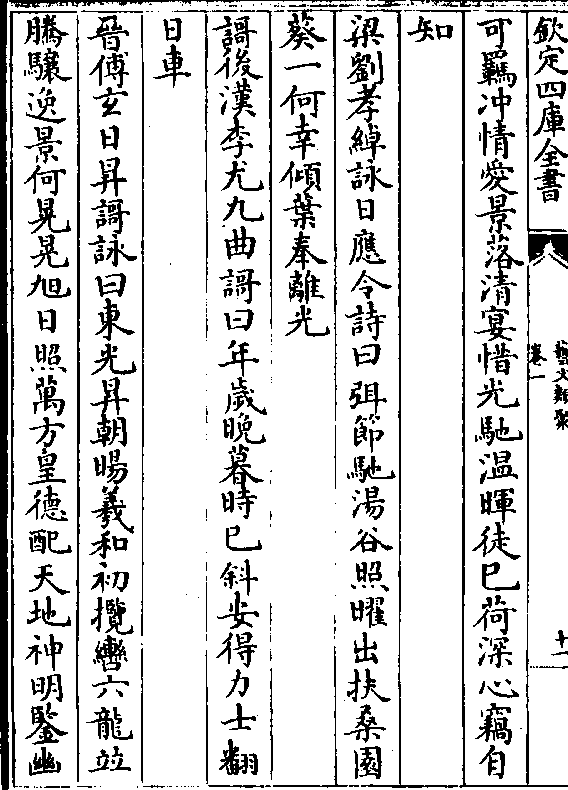 欽定四庫全書
藝文類聚
卷一
十一
可羈冲情愛景落清宴惜光馳温暉徒巳荷深心竊自
知
梁劉孝綽詠日應令詩曰弭節馳湯谷照曜出扶桑園
葵一何幸傾葉奉離光
謌後漢李尤九曲謌曰年歲晚暮時巳斜安得力士翻
日車
晉傅玄日昇謌詠曰東光昇朝暘羲和初攬轡六龍竝
騰驤逸景何晃晃旭日照萬方皇德配天地神明鑒幽